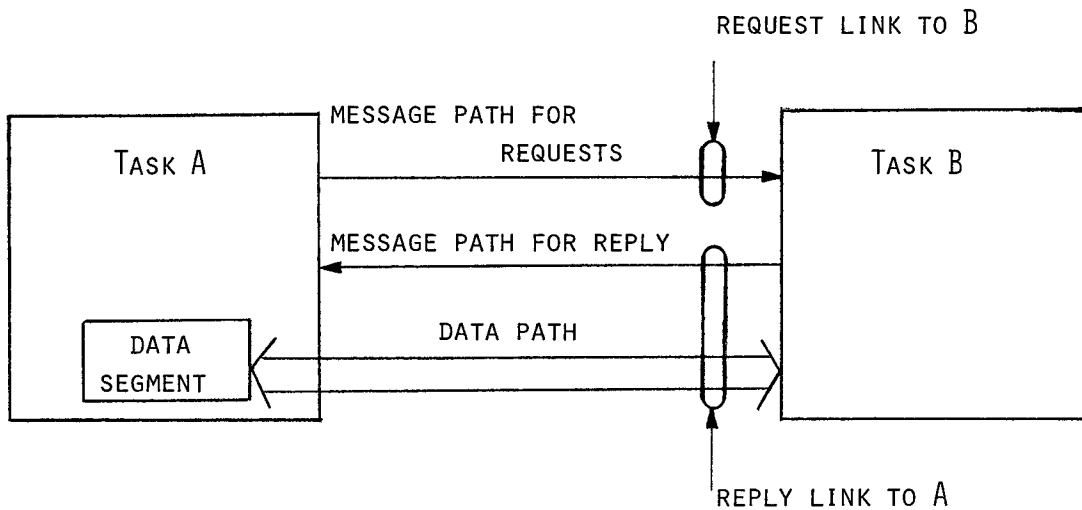 REQUEST LINK TO B
MESSAGE PATH FOR
REQUESTS
TASK A
TASK B
MESSAGE PATH FOR REPLY
DATA PATH
DATA
SEGMENT
REPLY LINK TO A